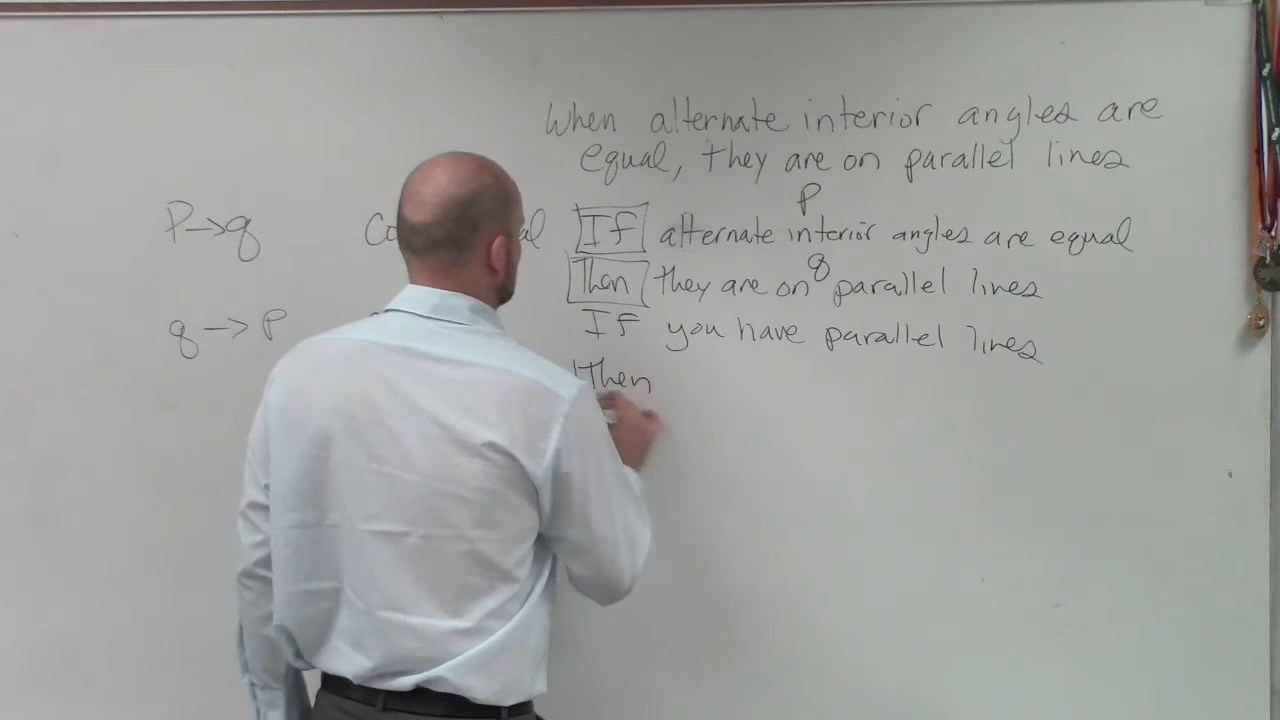 When alternate interior angles are
equal, they are on parallel lines
p
P→q If alternate interior angles are equal
q
Then they are on parallel lines
q → P If you have parallel lines
Then